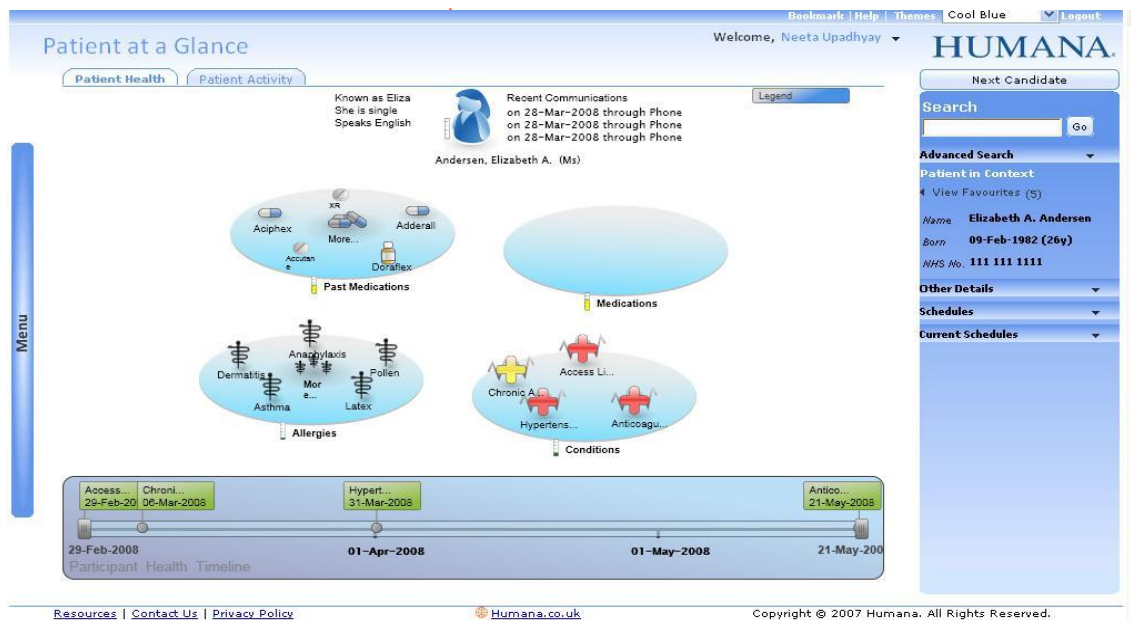 Bookmark | Help | Themes Cool Blue Logout
Patient at a Glance
Welcome, Neeta Upadhyay
HUMANA.
Patient Health
Patient Activity
Next Candidate
Known as Eliza
She is single
Speaks English
Recent Communications
on 28-Mar-2008 through Phone
on 28-Mar-2008 through Phone
on 28-Mar-2008 through Phone
Andersen, Elizabeth A. (Ms)
Legend
Search
Go
Advanced Search
Patient in Context
View Favourites (5)
Name Elizabeth A. Andersen
Born 09-Feb-1982 (26y)
NHS No. 111 111 1111
Other Details
Schedules
Current Schedules
Menu
XR
Aciphex
More...
Adderall
Accutan
e
Doraflex
Past Medications
Medications
Anaphylaxis
Dermatitis
Pollen
Mor
e...
Asthma
Latex
Allergies
Access Li...
Chronic A...
Hypertens...
Anticoagu...
Conditions
Access...
29-Feb-20
Chroni...
06-Mar-2008
Hypert...
31-Mar-2008
Antico...
21-May-2008
29-Feb-2008
01-Apr-2008
01-May-2008
21-May-200
Participant Health Timeline
Resources | Contact Us | Privacy Policy
Humana.co.uk
Copyright © 2007 Humana. All Rights Reserved.